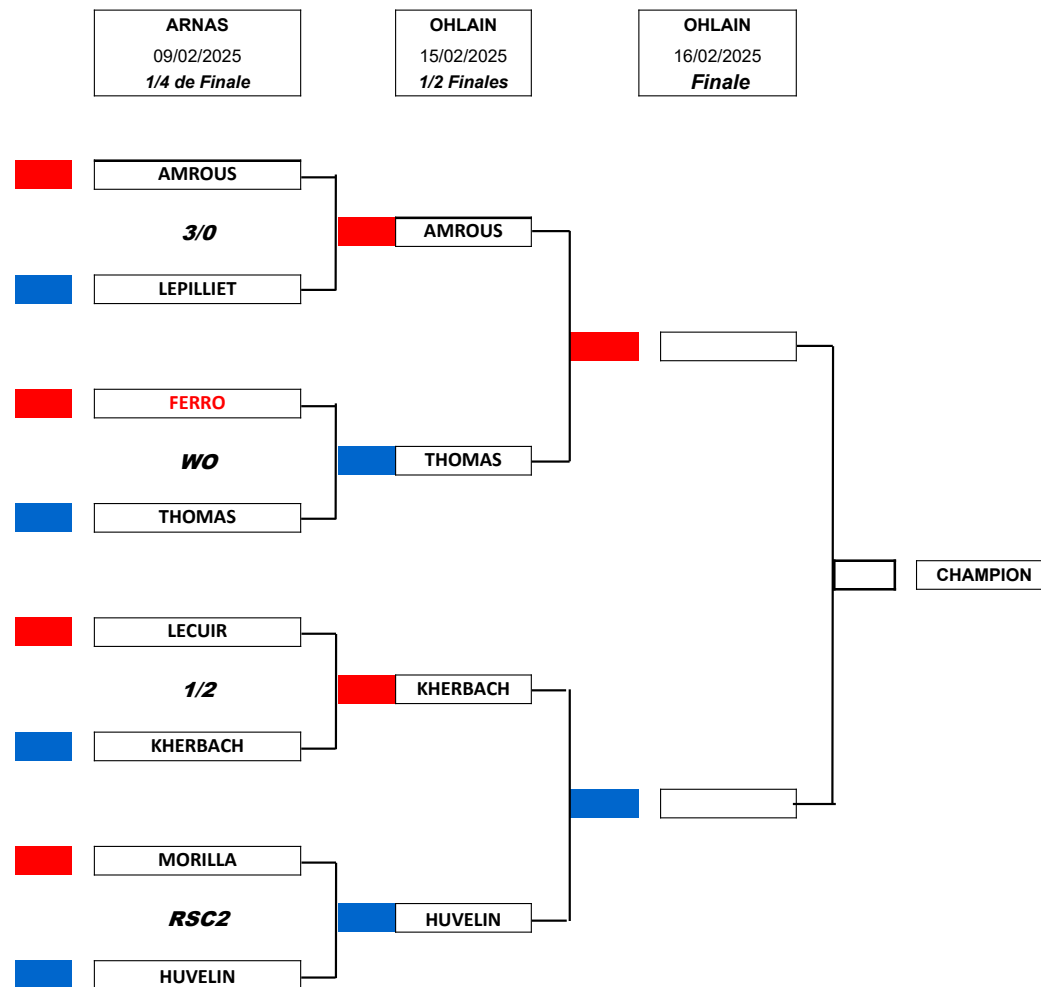 ARNAS
09/02/2025
1/4 de Finale
OHLAIN
15/02/2025
1/2 Finales
OHLAIN
16/02/2025
Finale
AMROUS
3/0
LEPILLIET
AMROUS
FERRO
WO
THOMAS
THOMAS
LECUIR
1/2
KHERBACH
KHERBACH
MORILLA
RSC2
HUVELIN
HUVELIN
CHAMPION